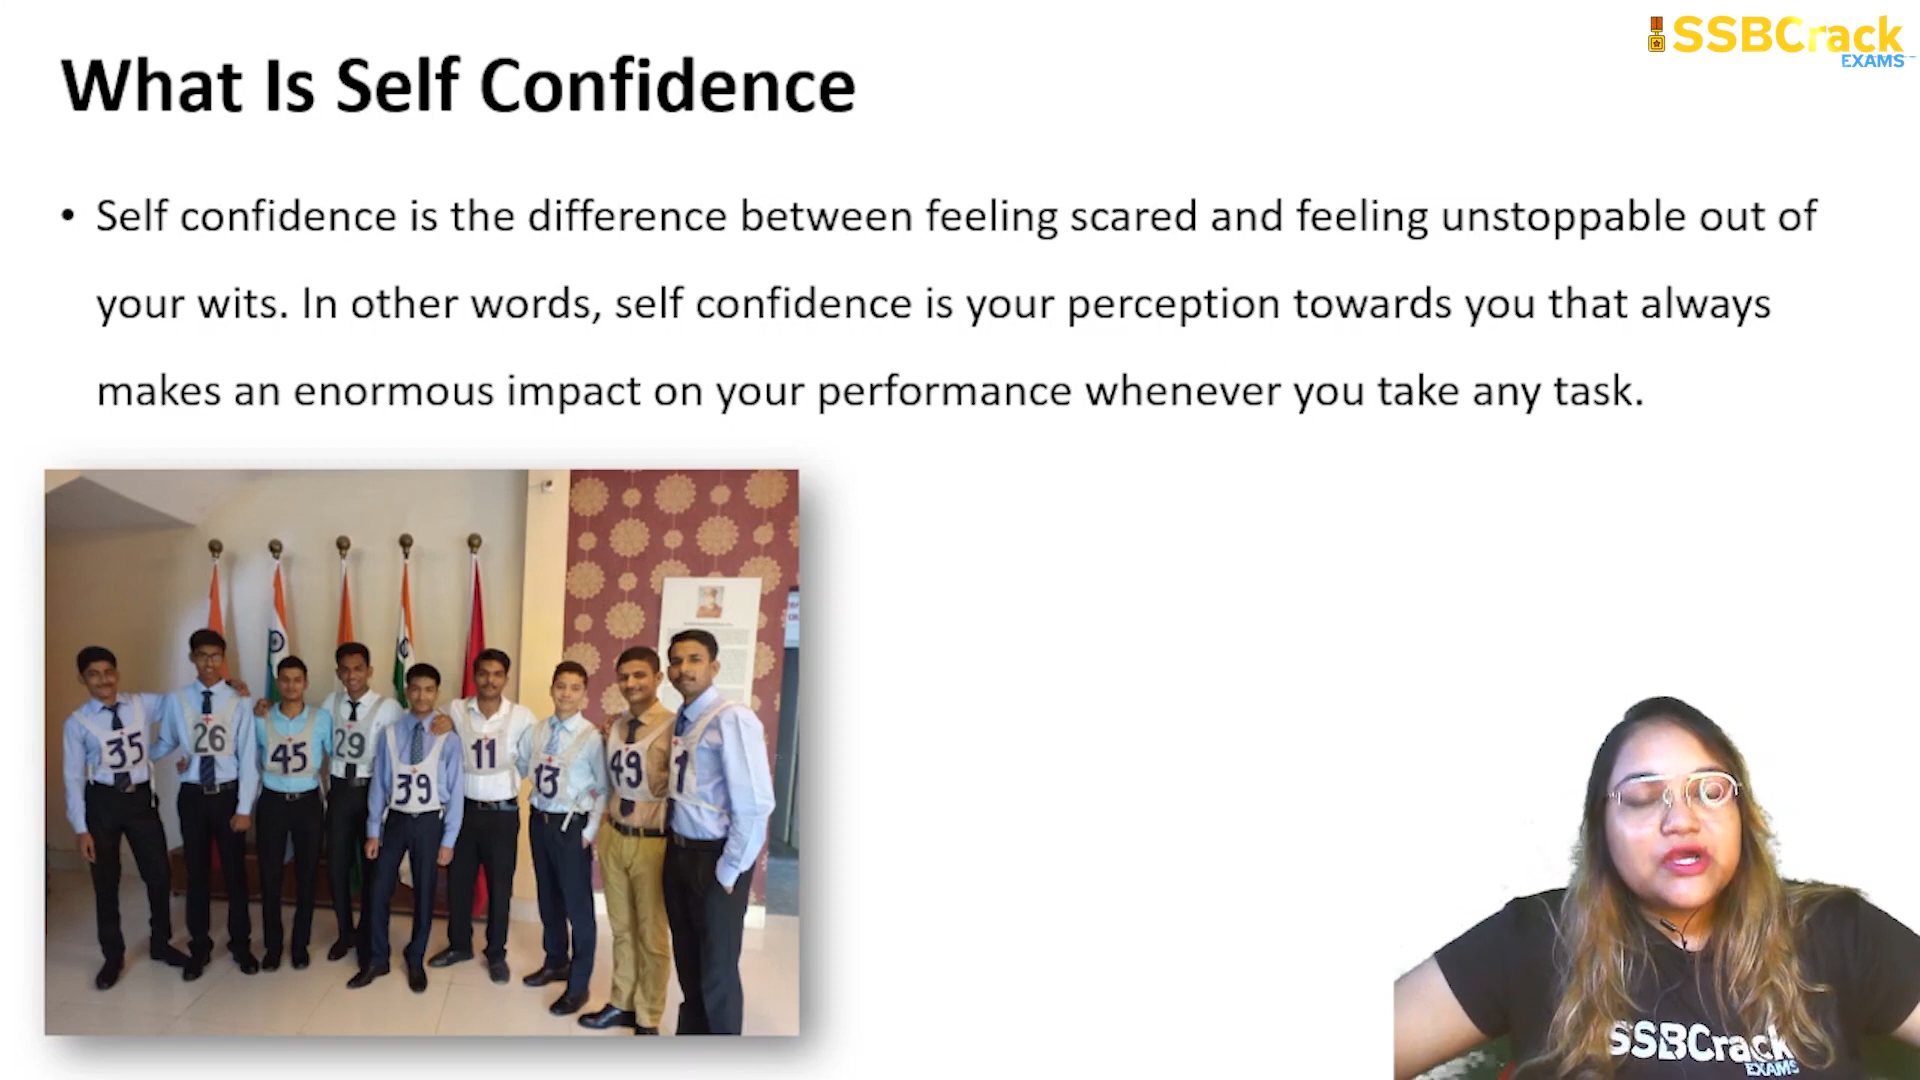 SSBCrack
EXAMS
What Is Self Confidence
• Self confidence is the difference between feeling scared and feeling unstoppable out of
your wits. In other words, self confidence is your perception towards you that always
makes an enormous impact on your performance whenever you take any task.
35
26
45
29
39
11
13
49
1
SSBCrack
EXAMS